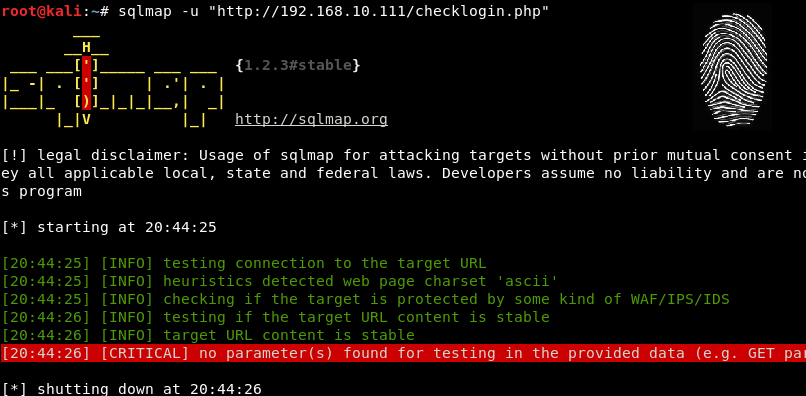 root@kali:~# sqlmap -u "http://192.168.10.111/checklogin.php"
        ___
       __H__
 ___ ___[']_____ ___ ___  {1.2.3#stable}
|_ -| . [']     | .'| . |
|___|_  [)]_|_|_|__,|  _|
      |_|V          |_|   http://sqlmap.org
[!] legal disclaimer: Usage of sqlmap for attacking targets without prior mutual consent i
ey all applicable local, state and federal laws. Developers assume no liability and are no
s program
[*] starting at 20:44:25
[20:44:25] [INFO] testing connection to the target URL
[20:44:25] [INFO] heuristics detected web page charset 'ascii'
[20:44:25] [INFO] checking if the target is protected by some kind of WAF/IPS/IDS
[20:44:26] [INFO] testing if the target URL content is stable
[20:44:26] [INFO] target URL content is stable
[20:44:26] [CRITICAL] no parameter(s) found for testing in the provided data (e.g. GET par
[*] shutting down at 20:44:26